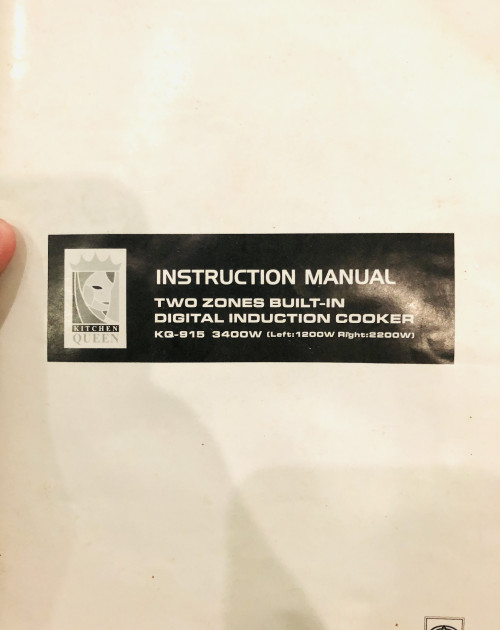 INSTRUCTION MANUAL
TWO ZONES BUILT-IN
DIGITAL INDUCTION COOKER
KQ-915 3400W (Left:1200W Right:2200W)
KITCHEN
QUEEN